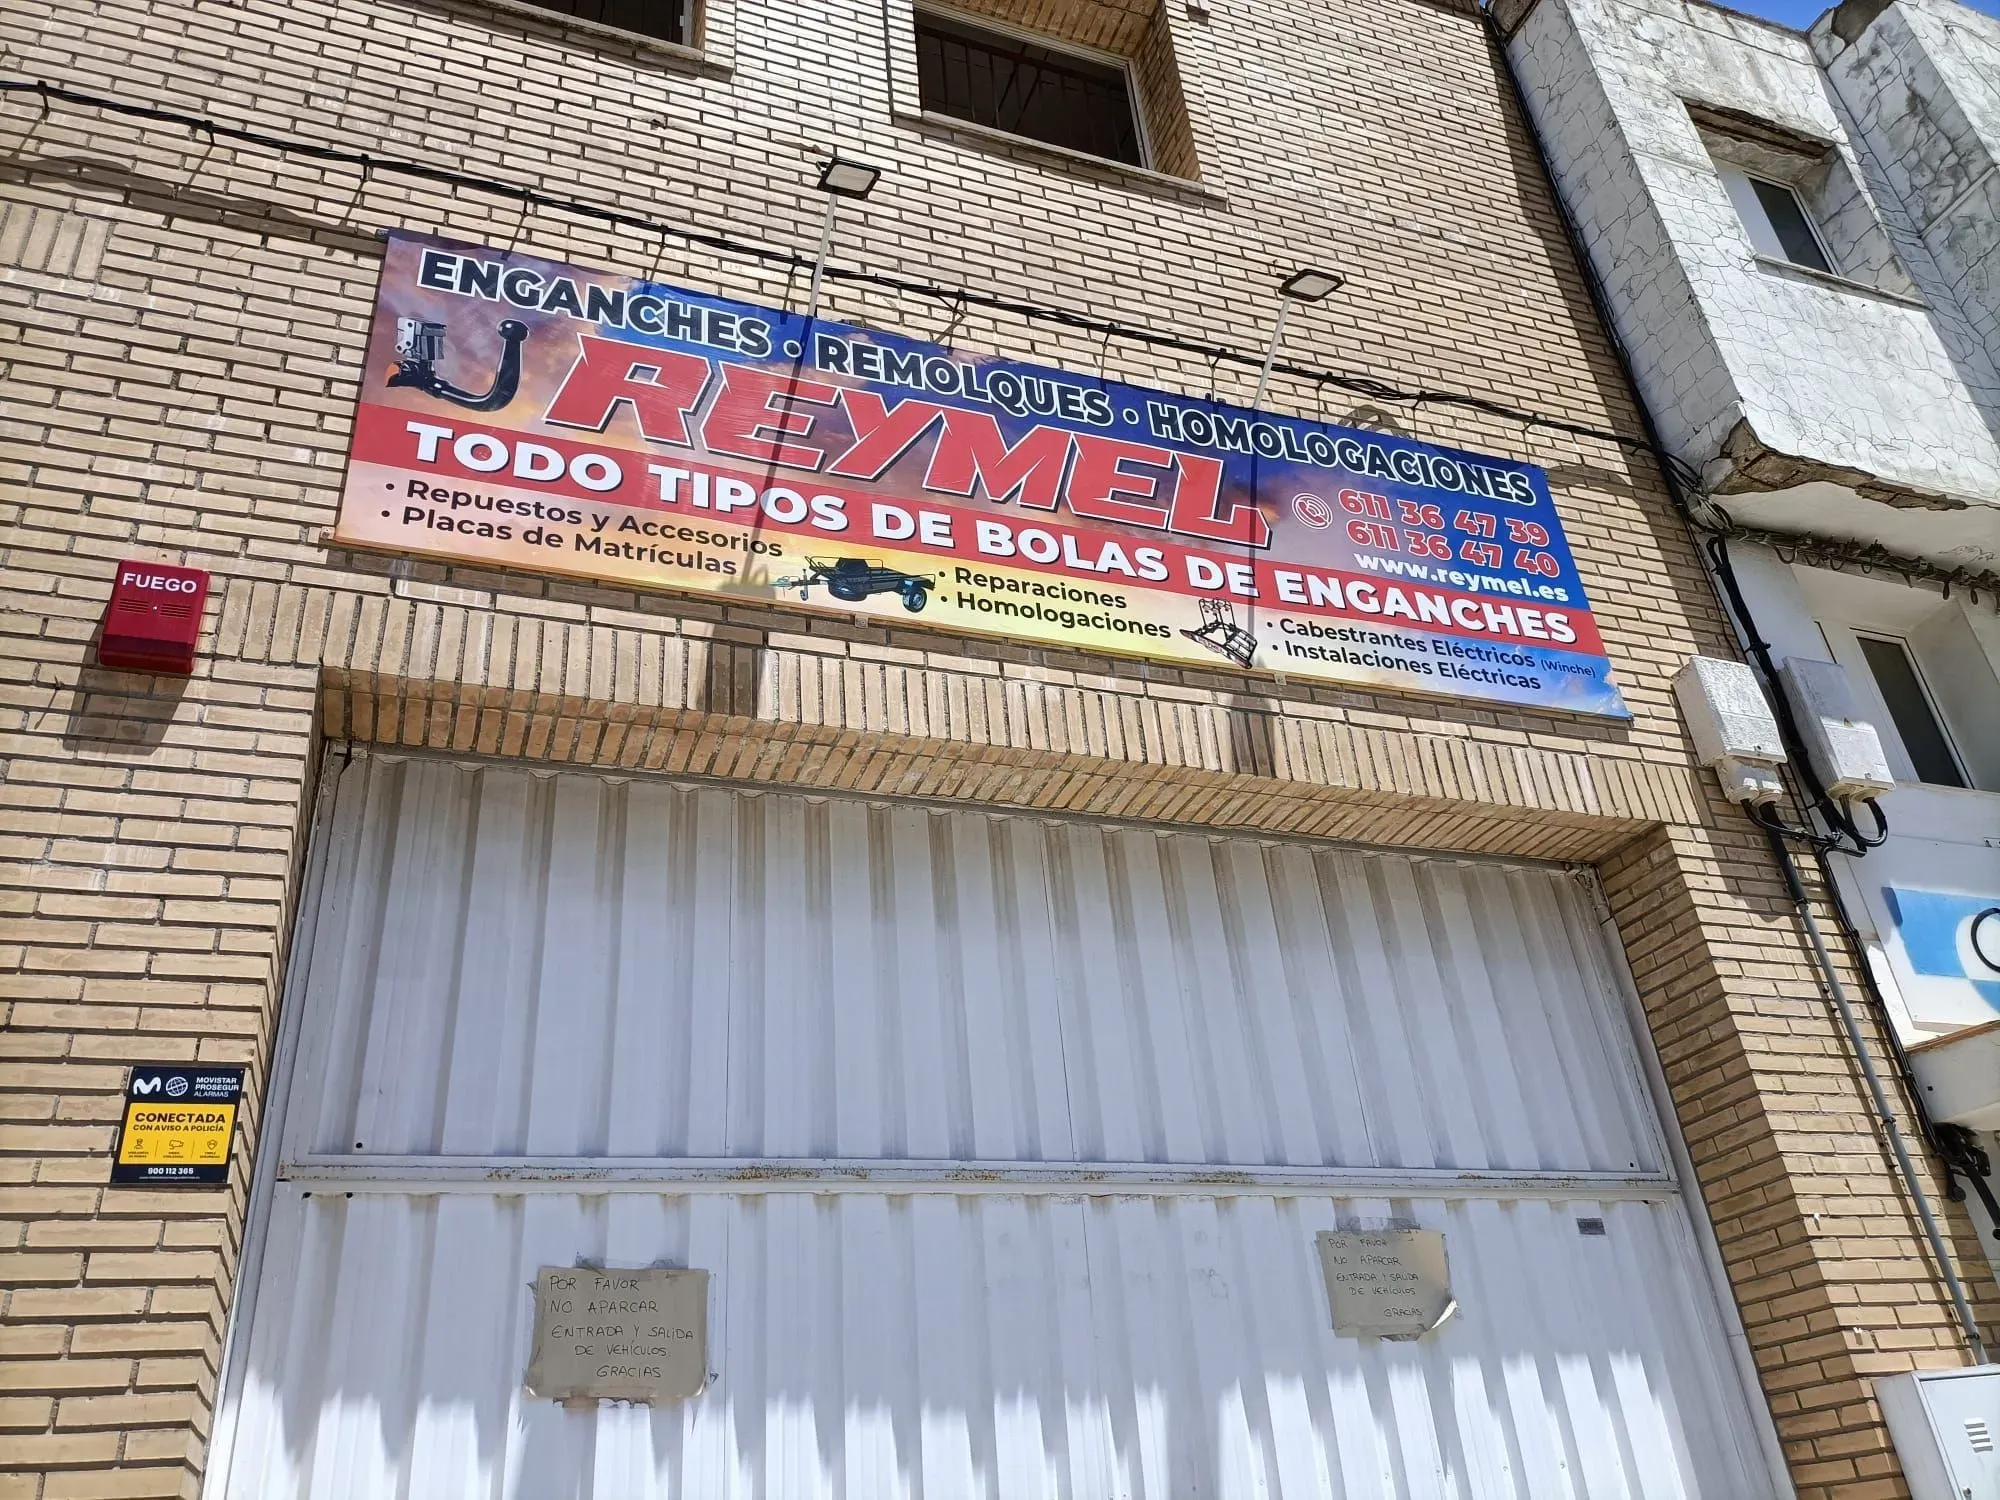 ENGANCHES • REMOLQUES • HOMOLOGACIONES
REYMEL
611 36 47 39
611 36 47 40
www.reymel.es
TODO TIPOS DE BOLAS DE ENGANCHES
• Repuestos y Accesorios
• Placas de Matrículas
• Reparaciones
• Homologaciones
• Cabestrantes Eléctricos (Winche)
• Instalaciones Eléctricas
FUEGO
MOVISTAR
PROSEGUR
ALARMAS
CONECTADA
CON AVISO A POLICÍA
900 112 365
POR FAVOR
NO APARCAR
ENTRADA Y SALIDA
DE VEHÍCULOS
GRACIAS
POR FAVOR
NO APARCAR
ENTRADA Y SALIDA
DE VEHÍCULOS
GRACIAS